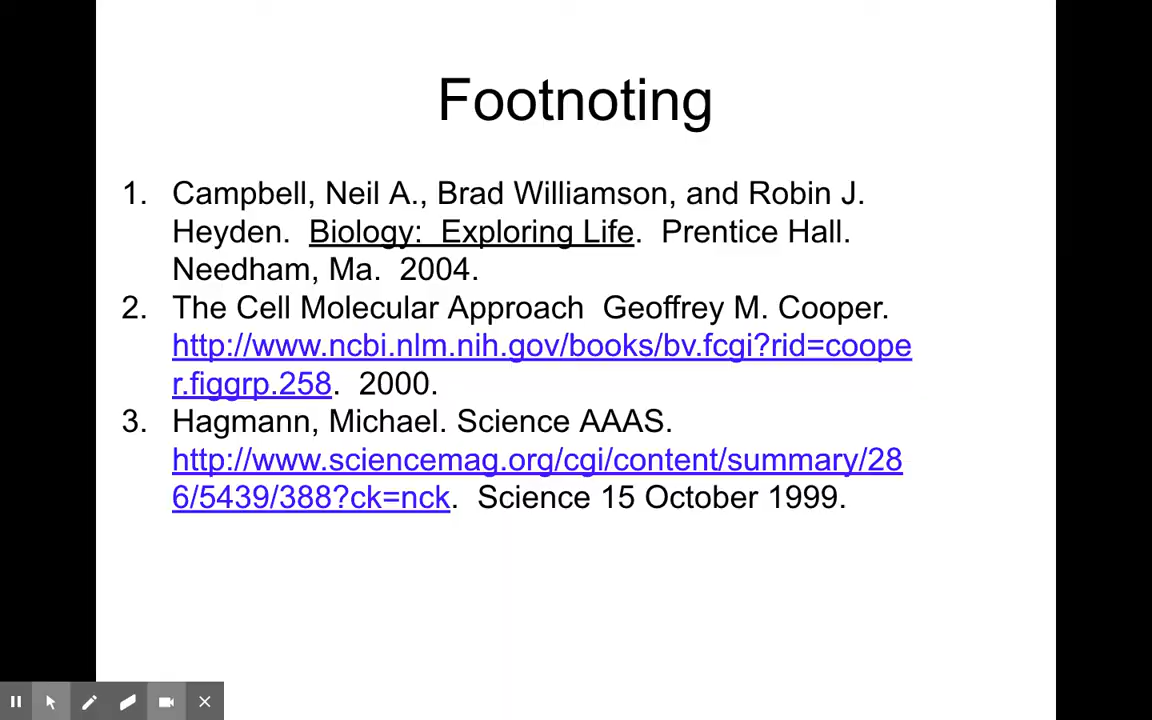 Footnoting
1. Campbell, Neil A., Brad Williamson, and Robin J.
Heyden.  Biology:  Exploring Life.  Prentice Hall.
Needham, Ma.  2004.
2. The Cell Molecular Approach  Geoffrey M. Cooper.
http://www.ncbi.nlm.nih.gov/books/bv.fcgi?rid=coope
r.figgrp.258.  2000.
3. Hagmann, Michael. Science AAAS.
http://www.sciencemag.org/cgi/content/summary/28
6/5439/388?ck=nck.  Science 15 October 1999.